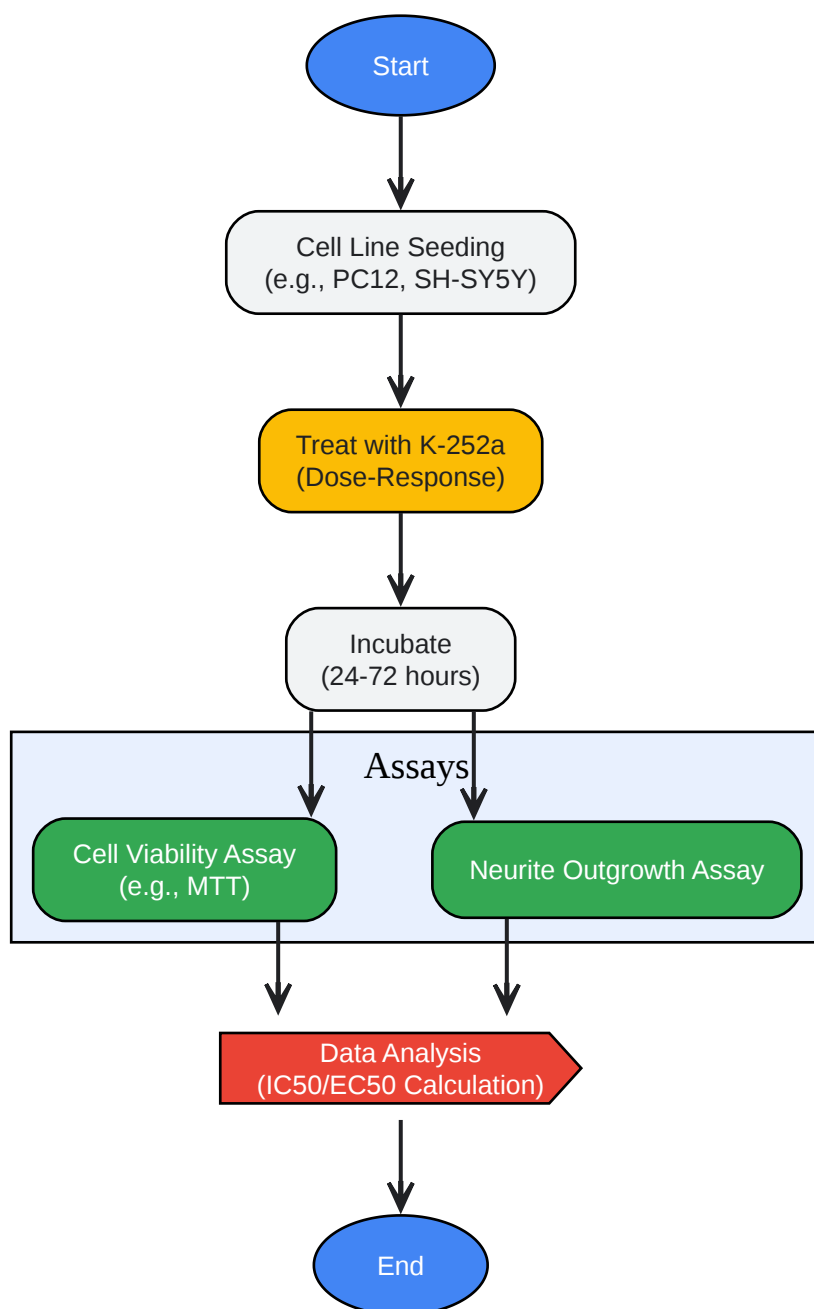 Start
Cell Line Seeding
(e.g., PC12, SH-SY5Y)
Treat with K-252a
(Dose-Response)
Incubate
(24-72 hours)
Assays
Cell Viability Assay
(e.g., MTT)
Neurite Outgrowth Assay
Data Analysis
(IC50/EC50 Calculation)
End